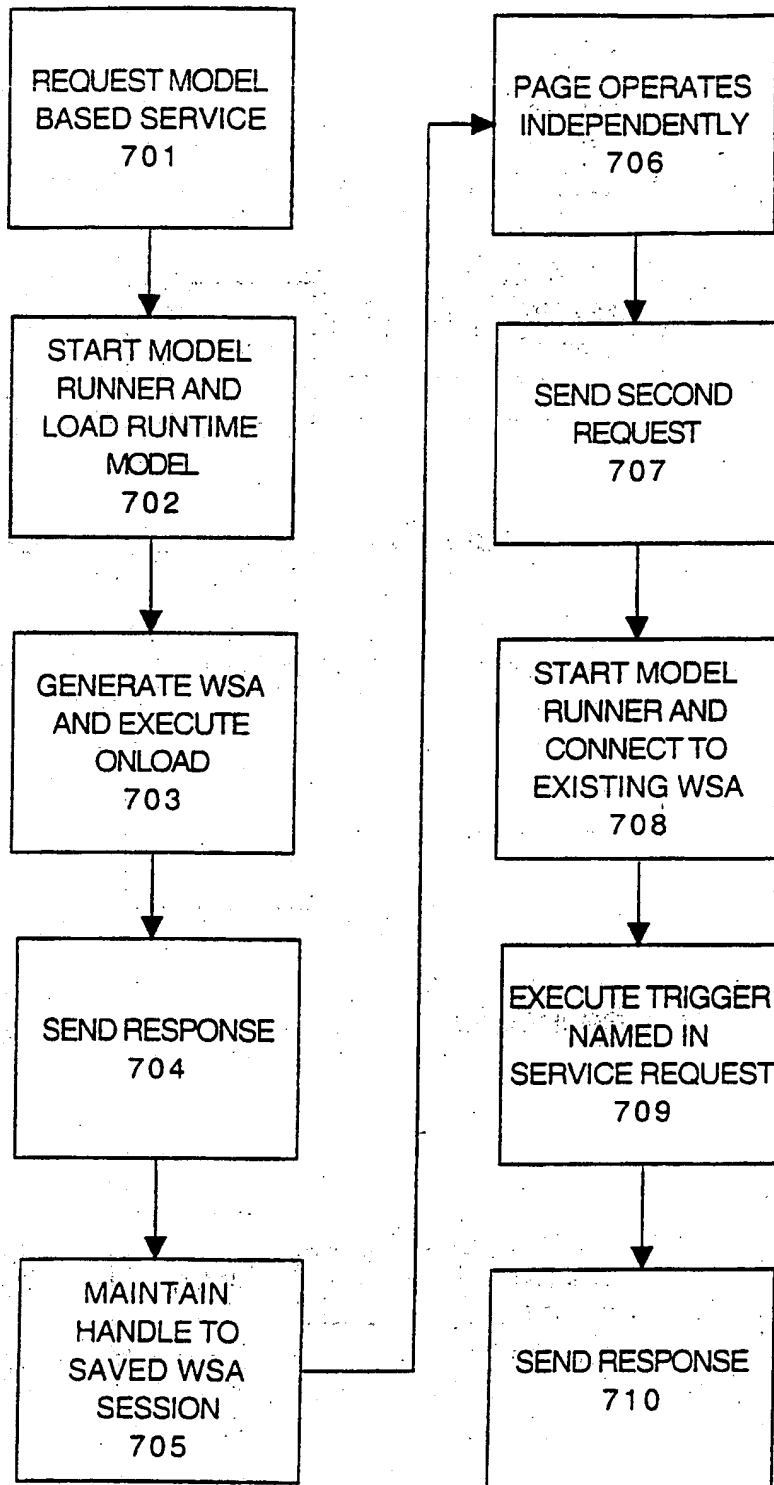 REQUEST MODEL
BASED SERVICE
701
START MODEL
RUNNER AND
LOAD RUNTIME
MODEL
702
GENERATE WSA
AND EXECUTE
ONLOAD
703
SEND RESPONSE
704
MAINTAIN
HANDLE TO
SAVED WSA
SESSION
705
PAGE OPERATES
INDEPENDENTLY
706
SEND SECOND
REQUEST
707
START MODEL
RUNNER AND
CONNECT TO
EXISTING WSA
708
EXECUTE TRIGGER
NAMED IN
SERVICE REQUEST
709
SEND RESPONSE
710